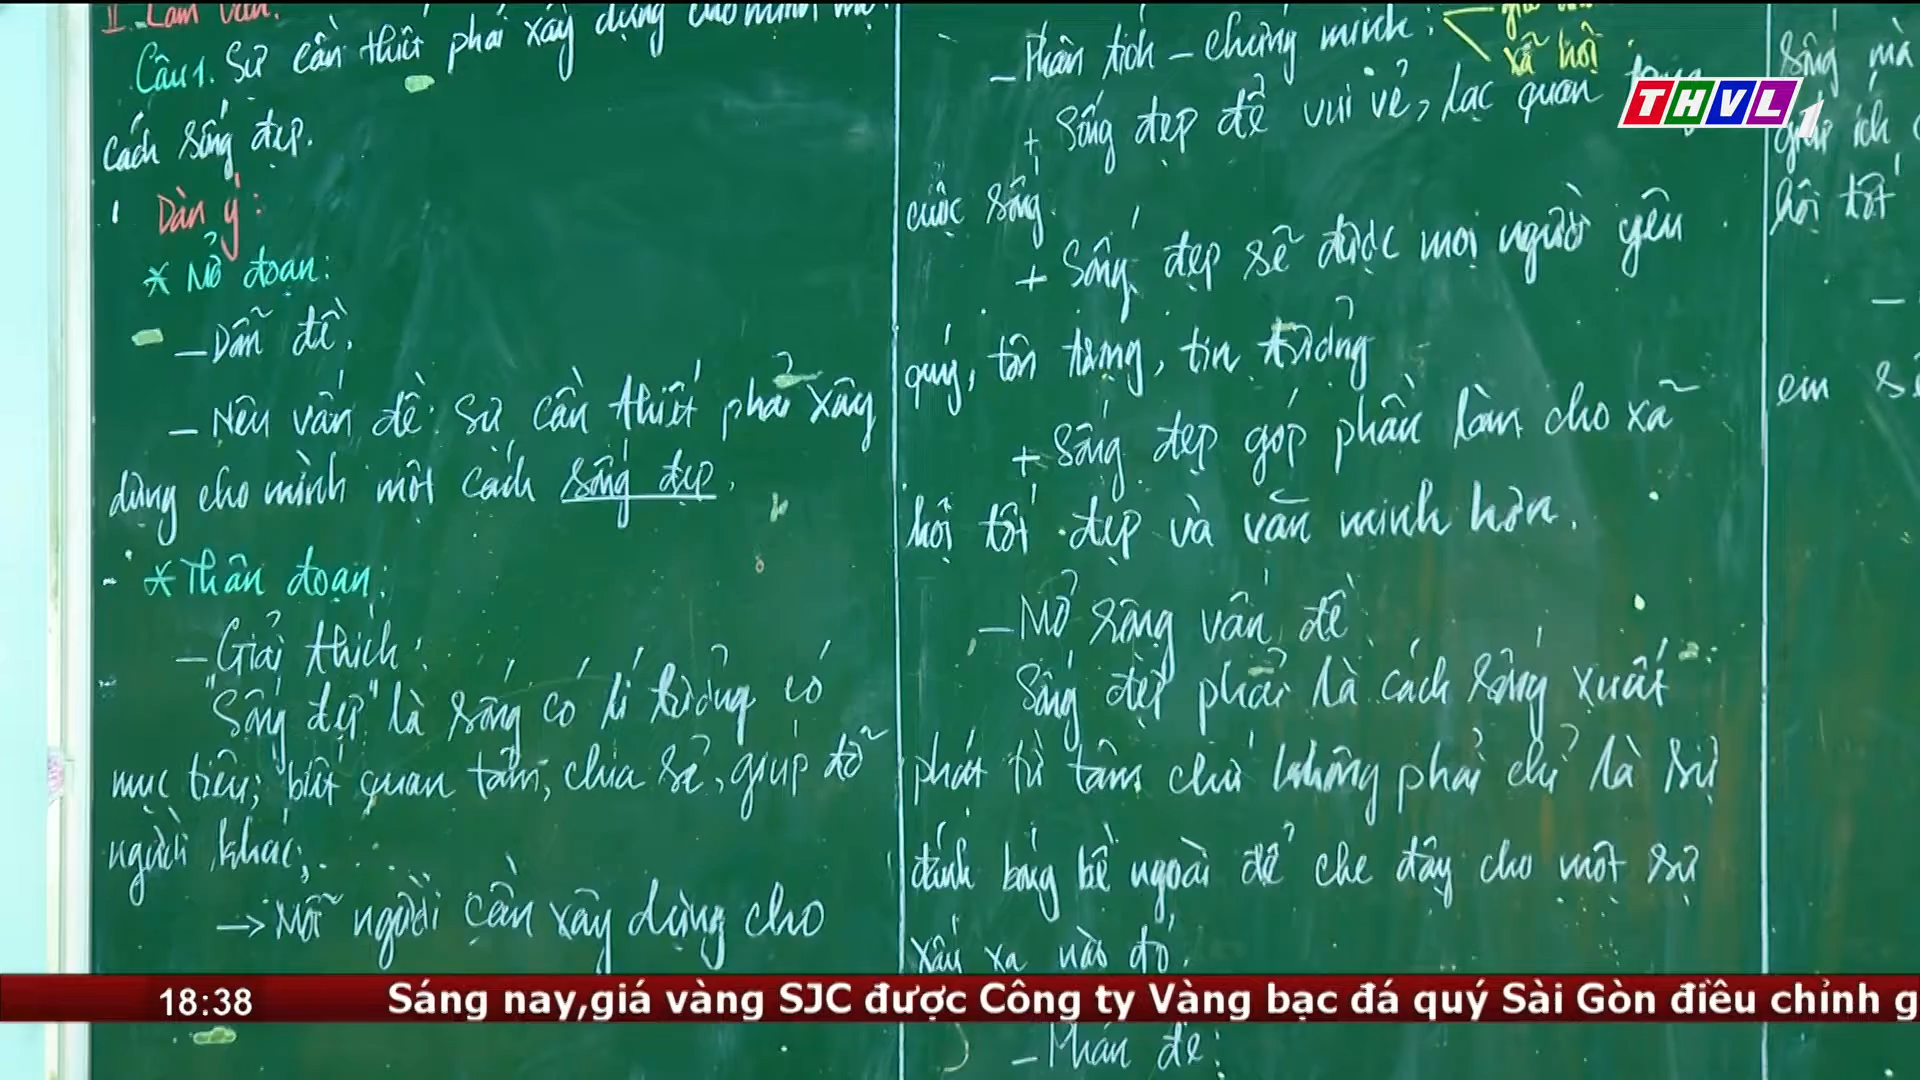 II. Làm văn:
Câu 1. Sự cần thiết phải xây dựng cho mình một
cách sống đẹp.
Dàn ý:
* Mở đoạn:
- Dẫn đề.
- Nêu vấn đề: Sự cần thiết phải xây
dựng cho mình một cách sống đẹp.
* Thân đoạn:
- Giải thích:
"Sống đẹp" là sống có lí tưởng có
mục tiêu; biết quan tâm, chia sẻ, giúp đỡ
người khác;..
→ Mỗi người cần xây dựng cho
- Phân tích - chứng minh:
xã hội
+ Sống đẹp để vui vẻ, lạc quan trong
cuộc sống.
+ Sống đẹp sẽ được mọi người yêu
quý, tôn trọng, tin tưởng
+ Sống đẹp góp phần làm cho xã
hội tốt đẹp và văn minh hơn.
- Mở rộng vấn đề
Sống đẹp phải là cách sống xuất
phát từ tâm chứ không phải chỉ là sự
đánh bóng bề ngoài để che đậy cho một sự
xấu xa nào đó.
- Phản đề:
sống mà
giúp ích
hội tốt
-
em sẽ
THVL1
18:38 Sáng nay,giá vàng SJC được Công ty Vàng bạc đá quý Sài Gòn điều chỉnh g